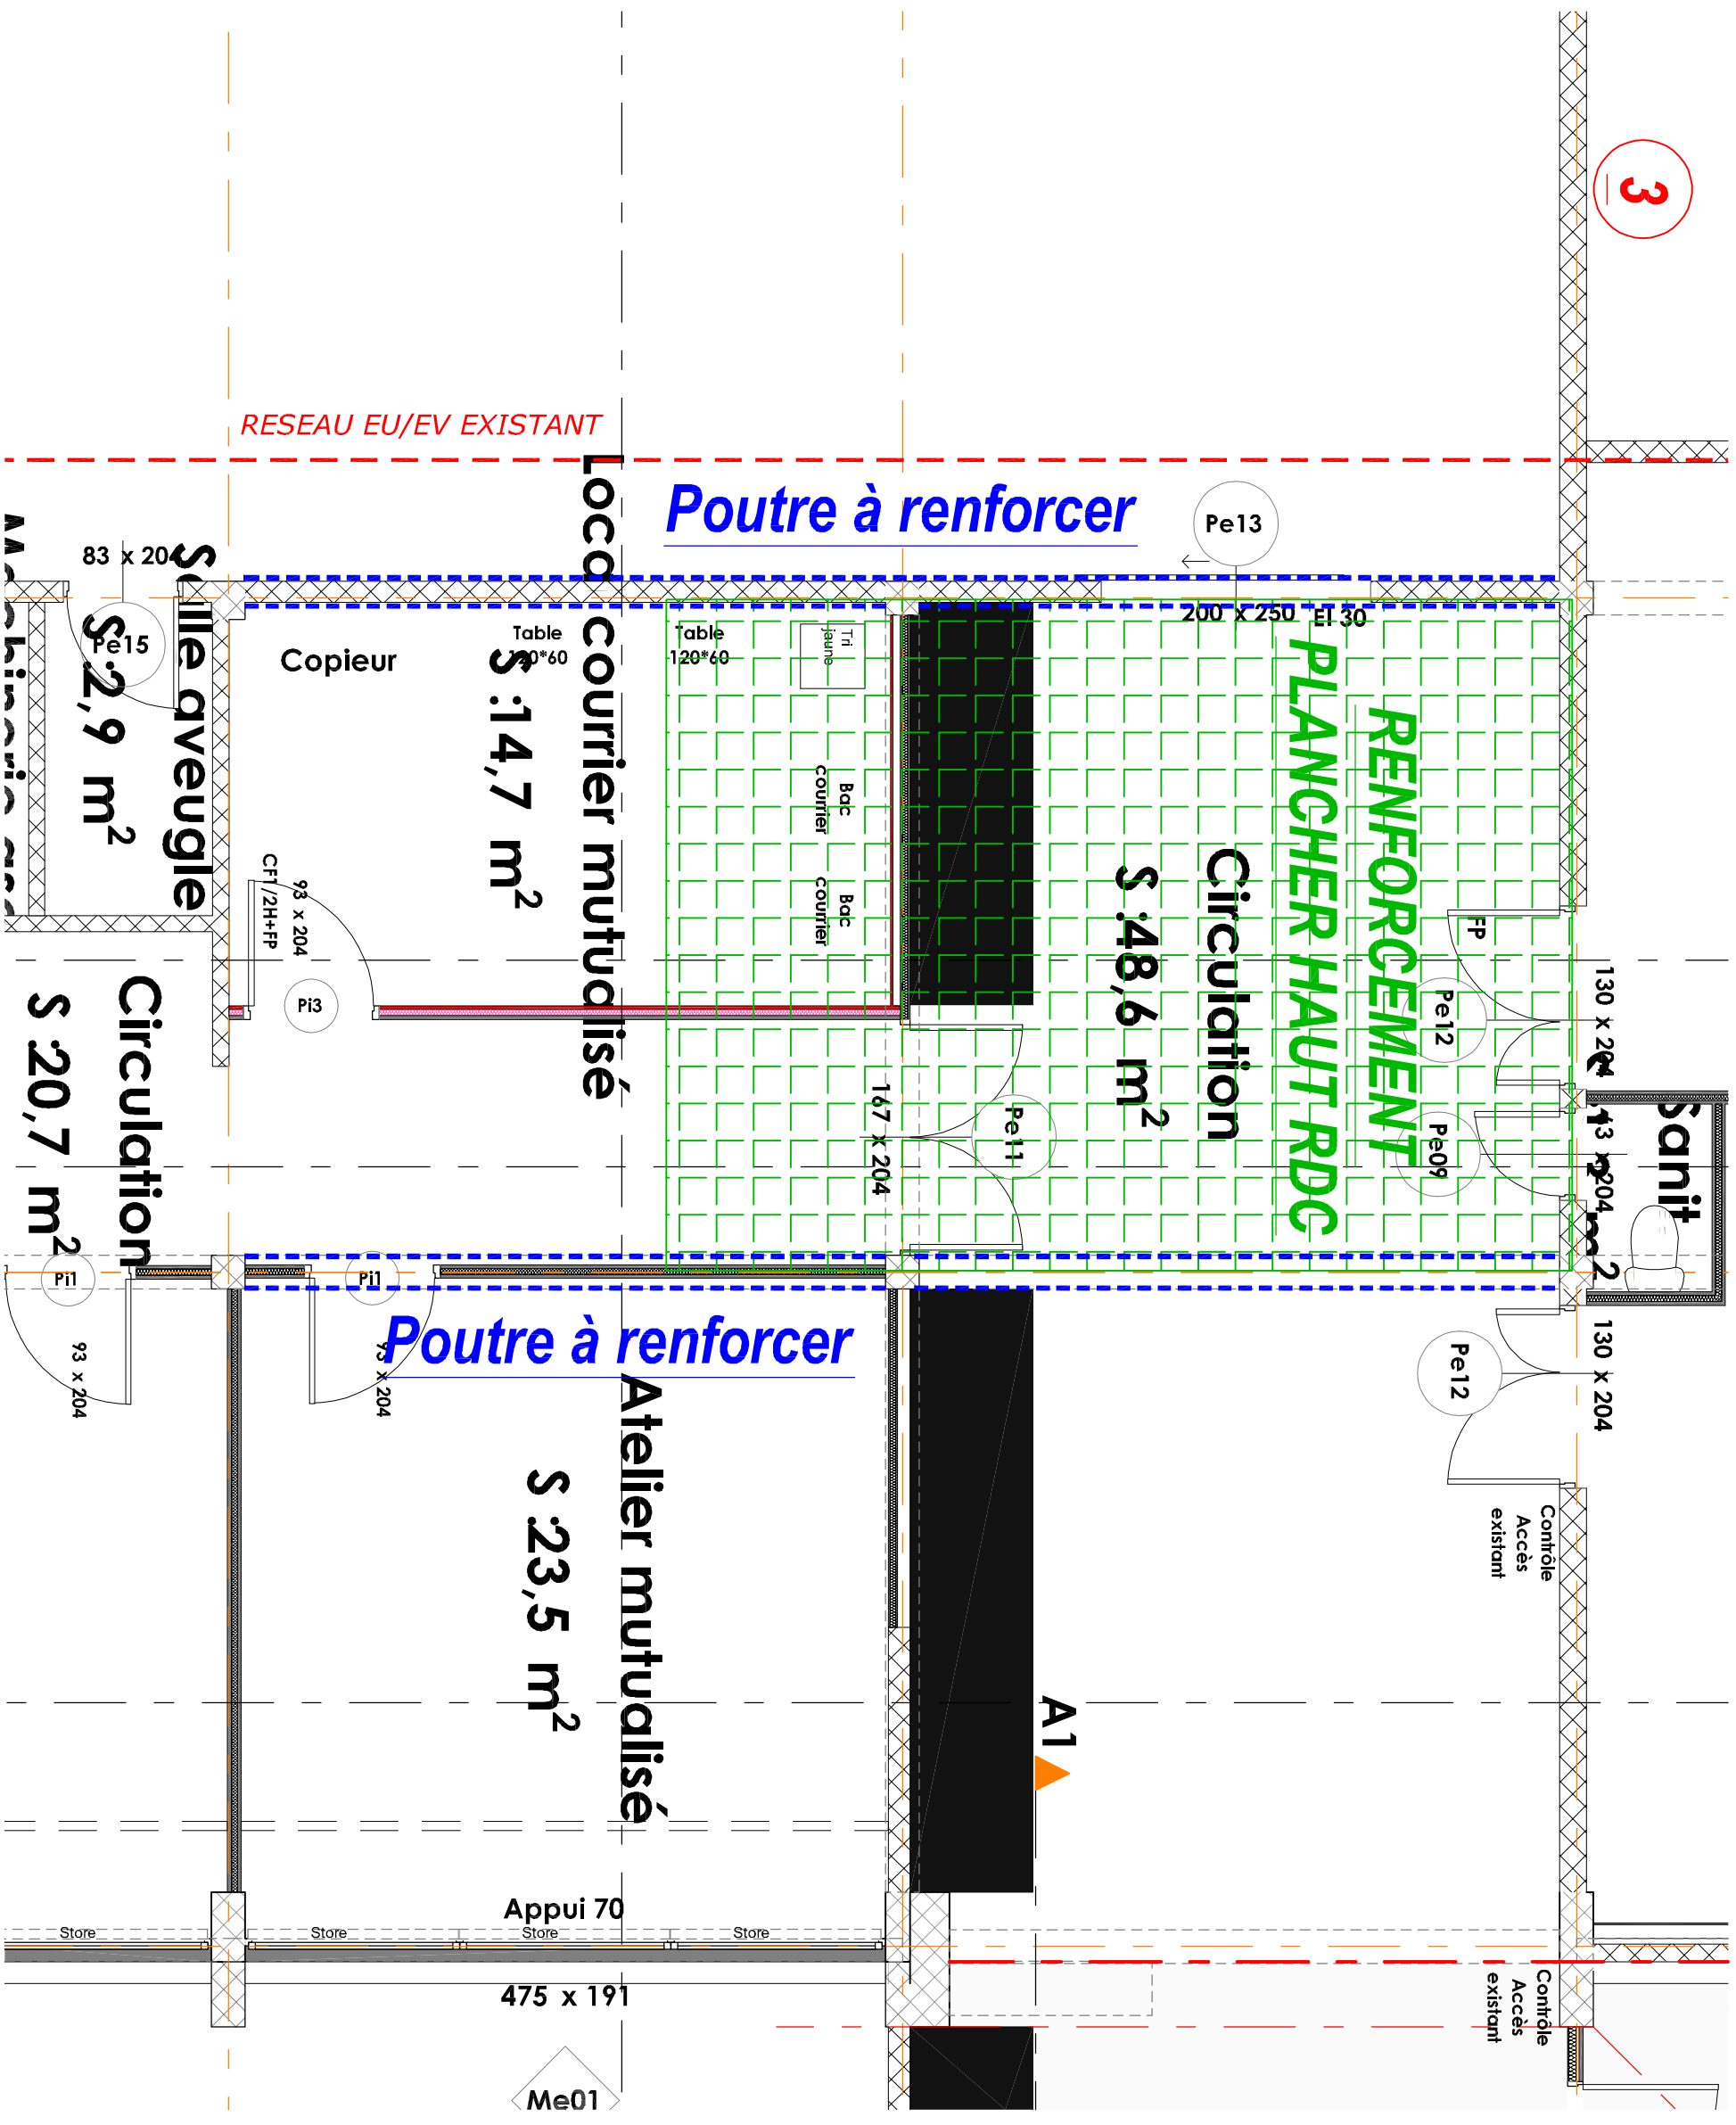 3
RESEAU EU/EV EXISTANT
Poutre à renforcer
Pe13
83 x 204
Pe15
Salle aveugle
S :2,9 m²
Copieur
Table
120*60
Table
120*60
Tri
jaune
200 x 250
EI 30
Local courrier mutualisé
S :14,7 m²
Bac
courrier
Bac
courrier
RENFORCEMENT
PLANCHER HAUT RDC
Circulation
S :48,6 m²
CF1/2H+FP
93 x 204
Pi3
FP
Pe12
130 x 204
Circulation
S :20,7 m²
167 x 204
Pe11
Pe09
Sanit
Pi1
Pi1
93 x 204
93 x 204
Poutre à renforcer
Pe12
130 x 204
Atelier mutualisé
S :23,5 m²
Contrôle
Accès
existant
A1
Appui 70
Store
Store
Store
Store
475 x 191
Contrôle
Accès
existant
Me01